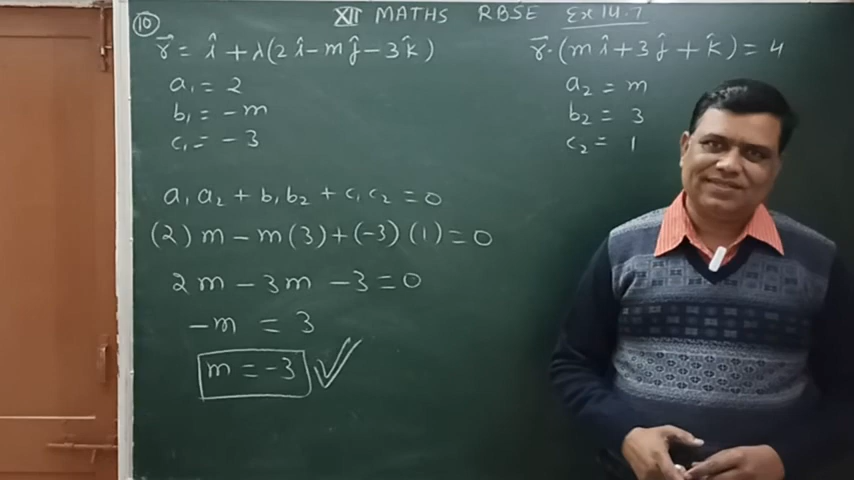 XII MATHS RBSE Ex 14.7
(10)
r⃗ = î + λ(2î - mĵ - 3k̂)
r⃗·(mî + 3ĵ + k̂) = 4
a₁ = 2
a₂ = m
b₁ = -m
b₂ = 3
c₁ = -3
c₂ = 1
a₁a₂ + b₁b₂ + c₁c₂ = 0
(2) m - m(3) + (-3) (1) = 0
2m - 3m - 3 = 0
-m = 3
m = -3 ✓